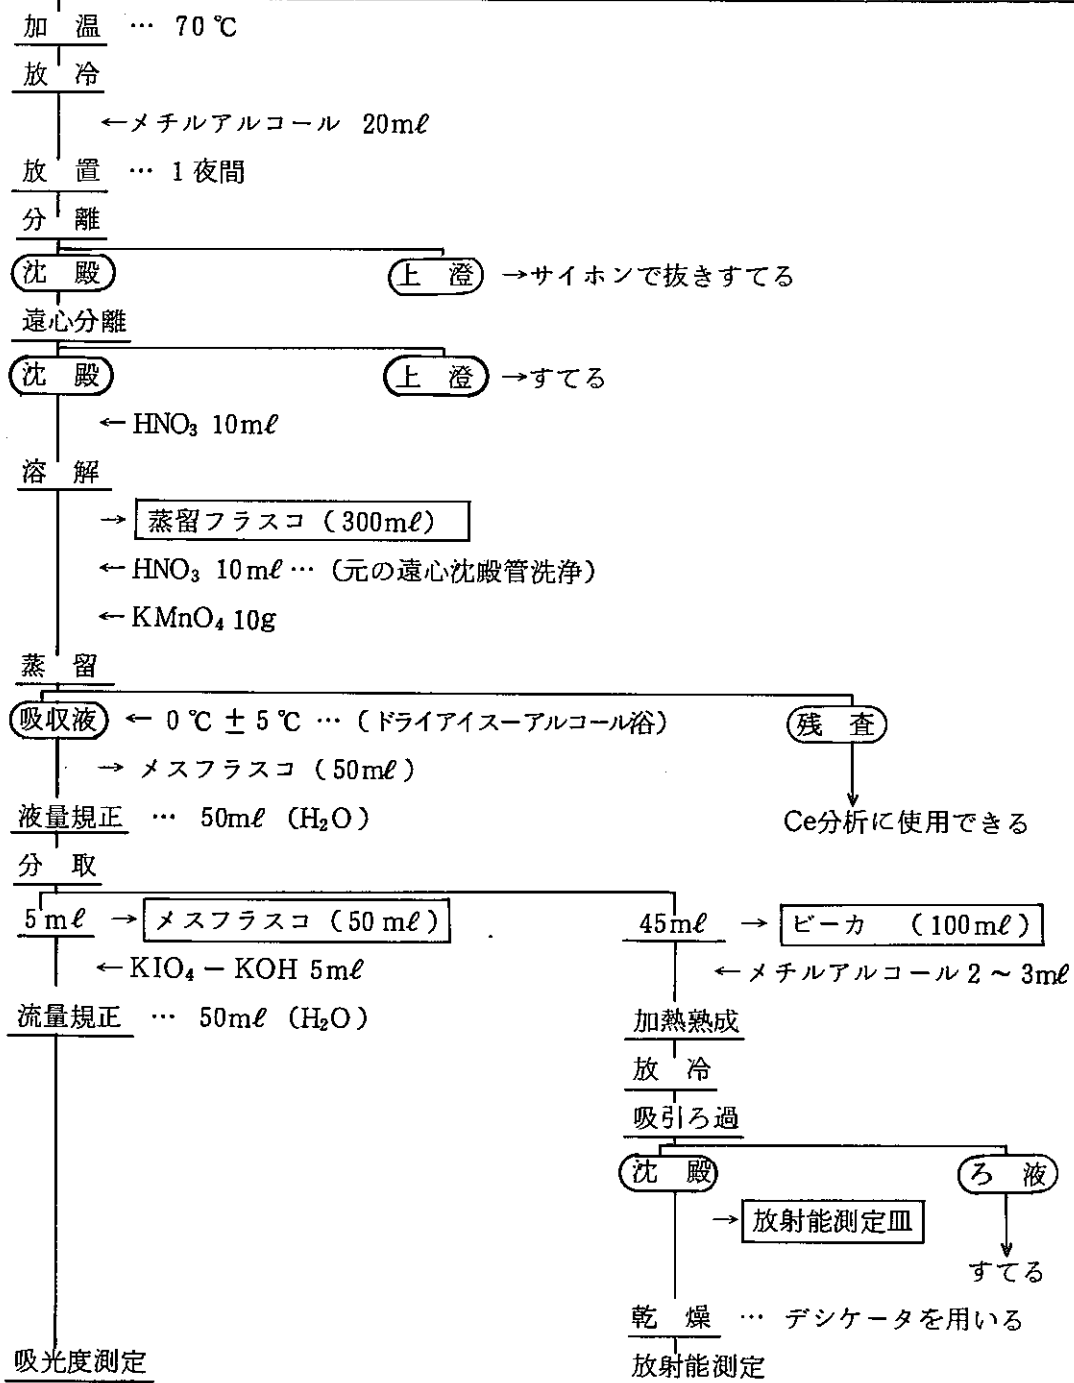 加 温 … 70℃
放 冷
←メチルアルコール 20mℓ
放 置 … 1夜間
分 離
沈 殿 上 澄 →サイホンで抜きすてる
遠心分離
沈 殿 上 澄 →すてる
←HNO₃ 10mℓ
溶 解
→ 蒸留フラスコ (300mℓ)
←HNO₃ 10mℓ… (元の遠心沈殿管洗浄)
←KMnO₄ 10g
蒸 留
吸収液 ← 0℃ ± 5℃ … (ドライアイスーアルコール浴) 残 査
→ メスフラスコ (50mℓ)
液量規正 … 50mℓ (H₂O) Ce分析に使用できる
分 取
5mℓ → メスフラスコ (50mℓ) 45mℓ → ビーカ (100mℓ)
←KIO₄-KOH 5mℓ ←メチルアルコール 2~3mℓ
流量規正 … 50mℓ (H₂O) 加熱熟成
放 冷
吸引ろ過
沈 殿 ろ 液
→ 放射能測定皿
すてる
乾 燥 … デシケータを用いる
吸光度測定 放射能測定